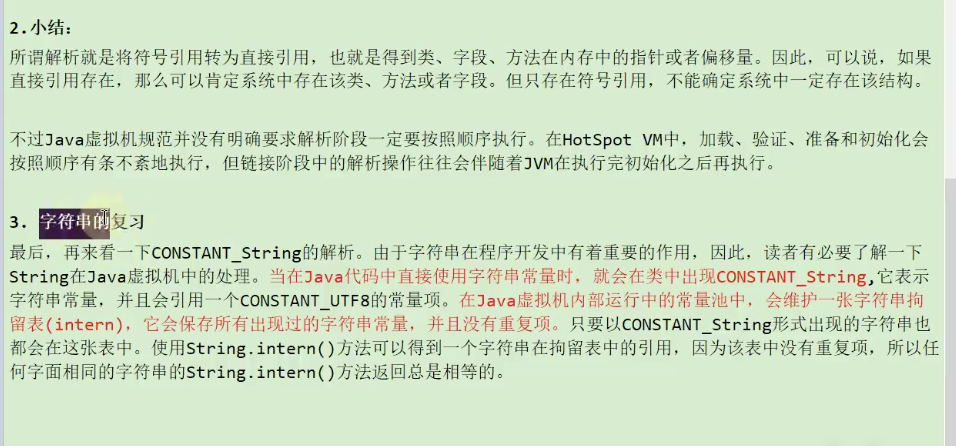 2.小结：
所谓解析就是将符号引用转为直接引用，也就是得到类、字段、方法在内存中的指针或者偏移量。因此，可以说，如果
直接引用存在，那么可以肯定系统中存在该类、方法或者字段。但只存在符号引用，不能确定系统中一定存在该结构。
不过Java虚拟机规范并没有明确要求解析阶段一定要按照顺序执行。在HotSpot VM中，加载、验证、准备和初始化会
按照顺序有条不紊地执行，但链接阶段中的解析操作往往会伴随着JVM在执行完初始化之后再执行。
3. 字符串的复习
最后，再来看一下CONSTANT_String的解析。由于字符串在程序开发中有着重要的作用，因此，读者有必要了解一下
String在Java虚拟机中的处理。当在Java代码中直接使用字符串常量时，就会在类中出现CONSTANT_String,它表示
字符串常量，并且会引用一个CONSTANT_UTF8的常量项。在Java虚拟机内部运行中的常量池中，会维护一张字符串拘
留表(intern)，它会保存所有出现过的字符串常量，并且没有重复项。只要以CONSTANT_String形式出现的字符串也
都会在这张表中。使用String.intern()方法可以得到一个字符串在拘留表中的引用，因为该表中没有重复项，所以任
何字面相同的字符串的String.intern()方法返回总是相等的。